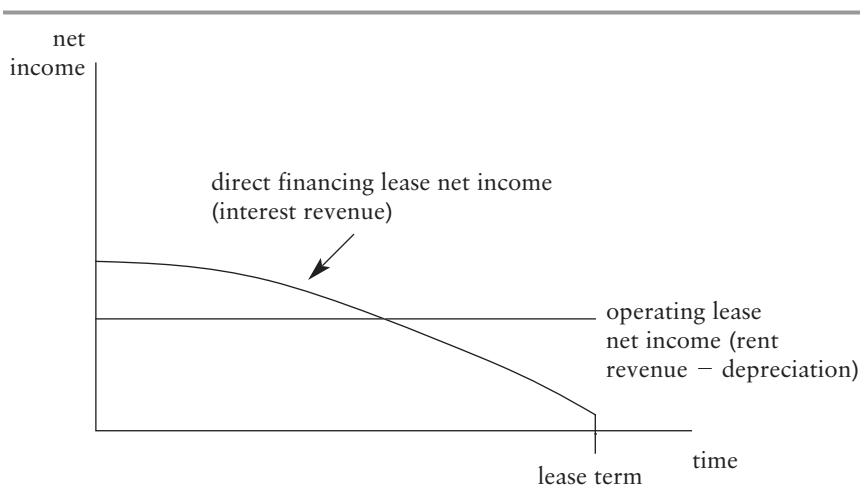 net
income
direct financing lease net income
(interest revenue)
operating lease
net income (rent
revenue − depreciation)
time
lease term